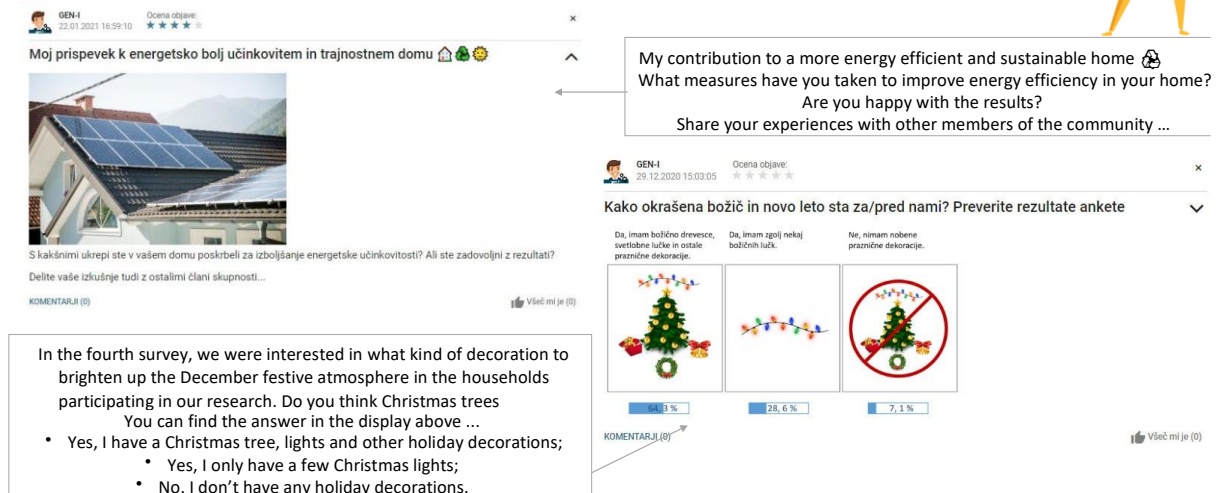 GEN-I
22.01.2021 16:59:10
Ocena objave:
×
Moj prispevek k energetsko bolj učinkovitem in trajnostnem domu
S kakšnimi ukrepi ste v vašem domu poskrbeli za izboljšanje energetske učinkovitosti? Ali ste zadovoljni z rezultati?
Delite vaše izkušnje tudi z ostalimi člani skupnosti...
KOMENTARJI (0)
Všeč mi je (0)
My contribution to a more energy efficient and sustainable home
What measures have you taken to improve energy efficiency in your home?
Are you happy with the results?
Share your experiences with other members of the community ...
GEN-I
29.12.2020 15:03:05
Ocena objave:
×
Kako okrašena božič in novo leto sta za/pred nami? Preverite rezultate ankete
Da, imam božično drevesce,
svetlobne lučke in ostale
praznične dekoracije.
Da, imam zgolj nekaj
božičnih lučk.
Ne, nimam nobene
praznične dekoracije.
64, 3 %
28, 6 %
7, 1 %
KOMENTARJI (0)
Všeč mi je (0)
In the fourth survey, we were interested in what kind of decoration to
brighten up the December festive atmosphere in the households
participating in our research. Do you think Christmas trees
You can find the answer in the display above ...
• Yes, I have a Christmas tree, lights and other holiday decorations;
• Yes, I only have a few Christmas lights;
• No, I don't have any holiday decorations.